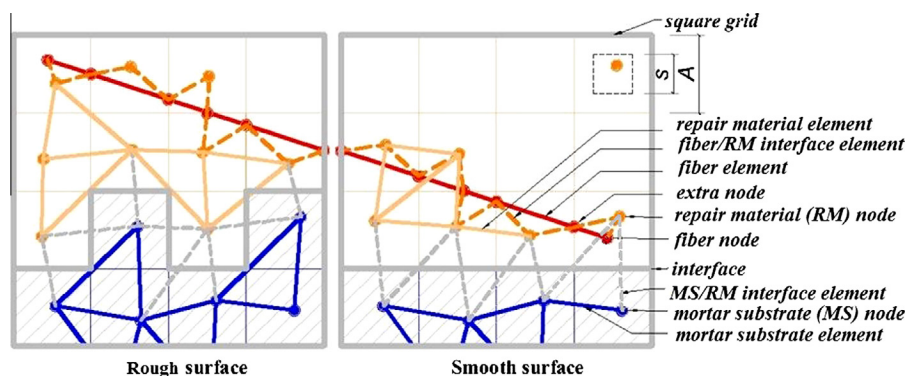 square grid
s
A
repair material element
fiber/RM interface element
fiber element
extra node
repair material (RM) node
fiber node
interface
MS/RM interface element
mortar substrate (MS) node
mortar substrate element
Rough surface
Smooth surface